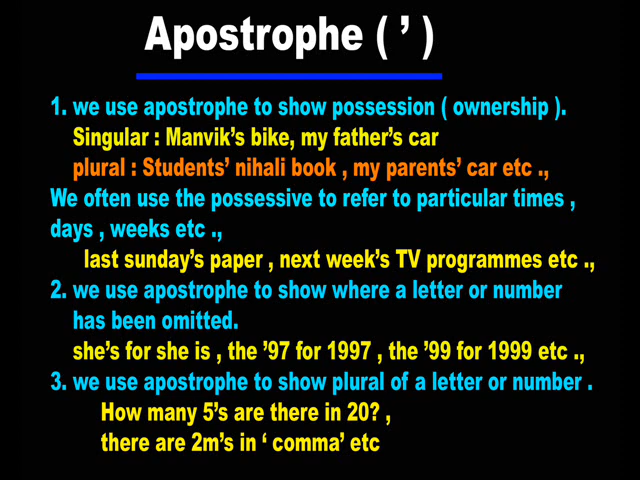 Apostrophe ( ’ )
1. we use apostrophe to show possession ( ownership ).
Singular : Manvik’s bike, my father’s car
plural : Students’ nihali book , my parents’ car etc .,
We often use the possessive to refer to particular times ,
days , weeks etc .,
last sunday’s paper , next week’s TV programmes etc .,
2. we use apostrophe to show where a letter or number
has been omitted.
she’s for she is , the ’97 for 1997 , the ’99 for 1999 etc .,
3. we use apostrophe to show plural of a letter or number .
How many 5’s are there in 20? ,
there are 2m’s in ‘ comma’ etc